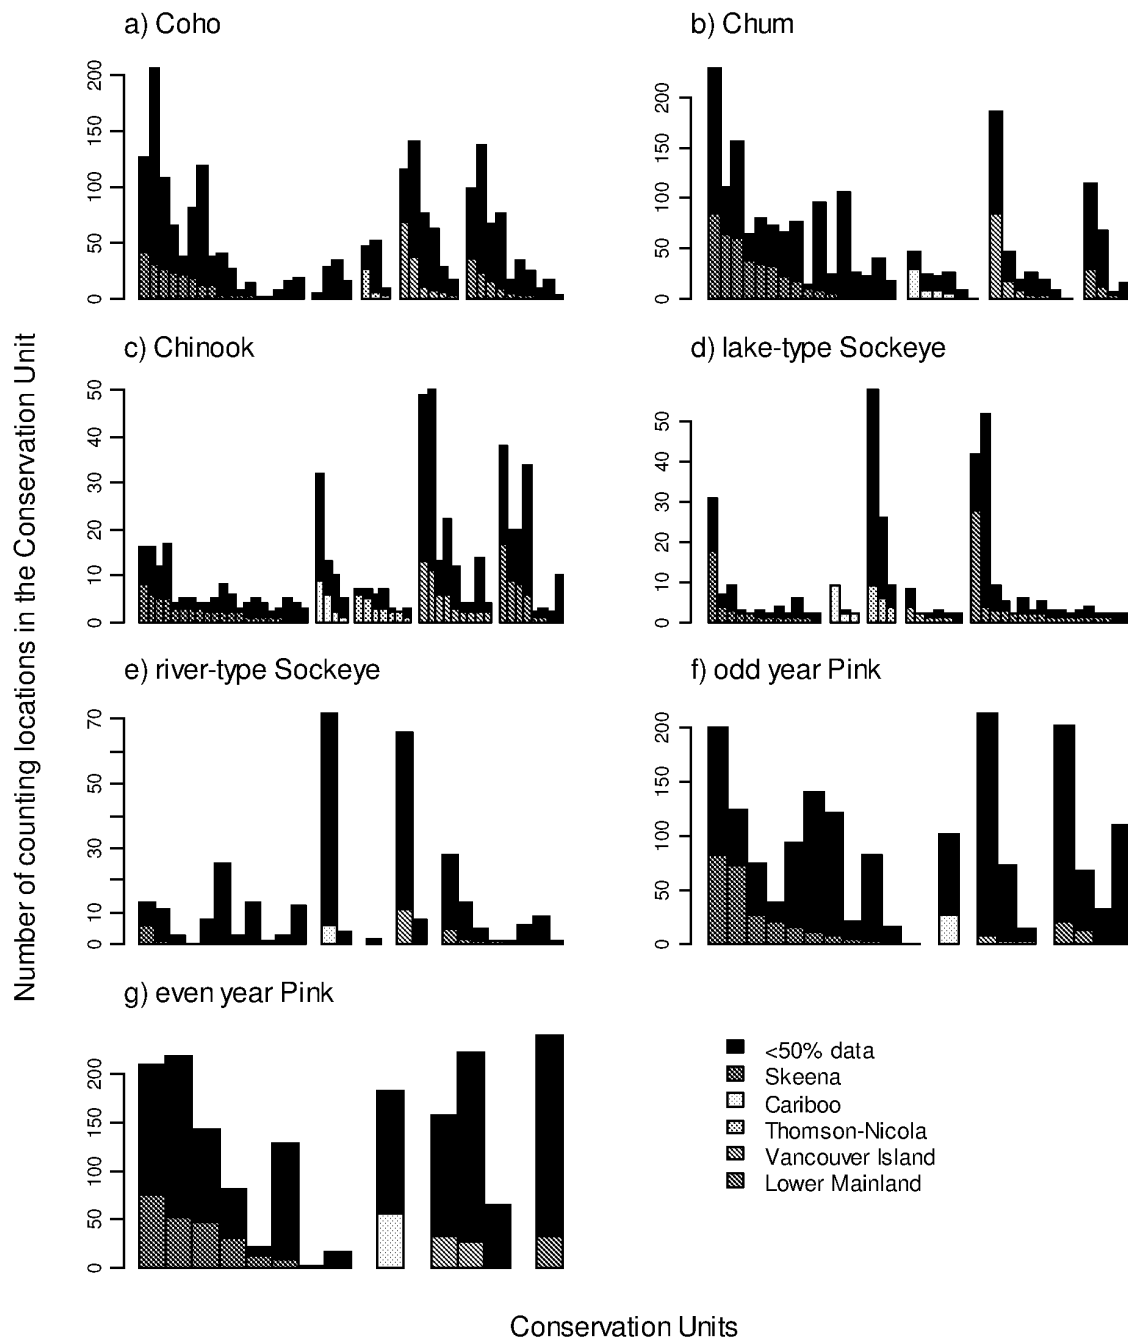 a) Coho
b) Chum
200
150
100
50
0
200
150
100
50
0
c) Chinook
d) lake-type Sockeye
50
40
30
20
10
0
50
40
30
20
10
0
e) river-type Sockeye
f) odd year Pink
70
50
30
10
0
200
150
100
50
0
g) even year Pink
200
150
100
50
0
<50% data
Skeena
Cariboo
Thomson-Nicola
Vancouver Island
Lower Mainland
Number of counting locations in the Conservation Unit
Conservation Units